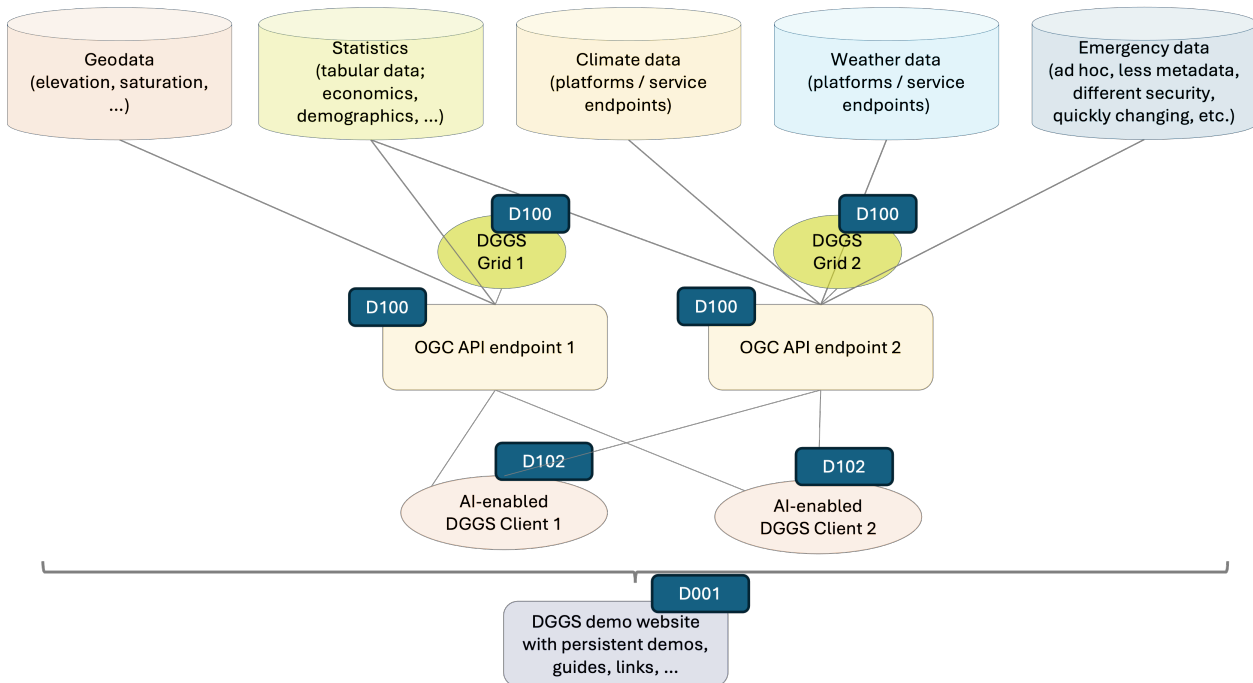 Geodata
(elevation, saturation,
...)
Statistics
(tabular data;
economics,
demographics, ...)
Climate data
(platforms / service
endpoints)
Weather data
(platforms / service
endpoints)
Emergency data
(ad hoc, less metadata,
different security,
quickly changing, etc.)
D100
DGGS
Grid 1
D100
DGGS
Grid 2
D100
OGC API endpoint 1
D100
OGC API endpoint 2
D102
AI-enabled
DGGS Client 1
D102
AI-enabled
DGGS Client 2
D001
DGGS demo website
with persistent demos,
guides, links, ...